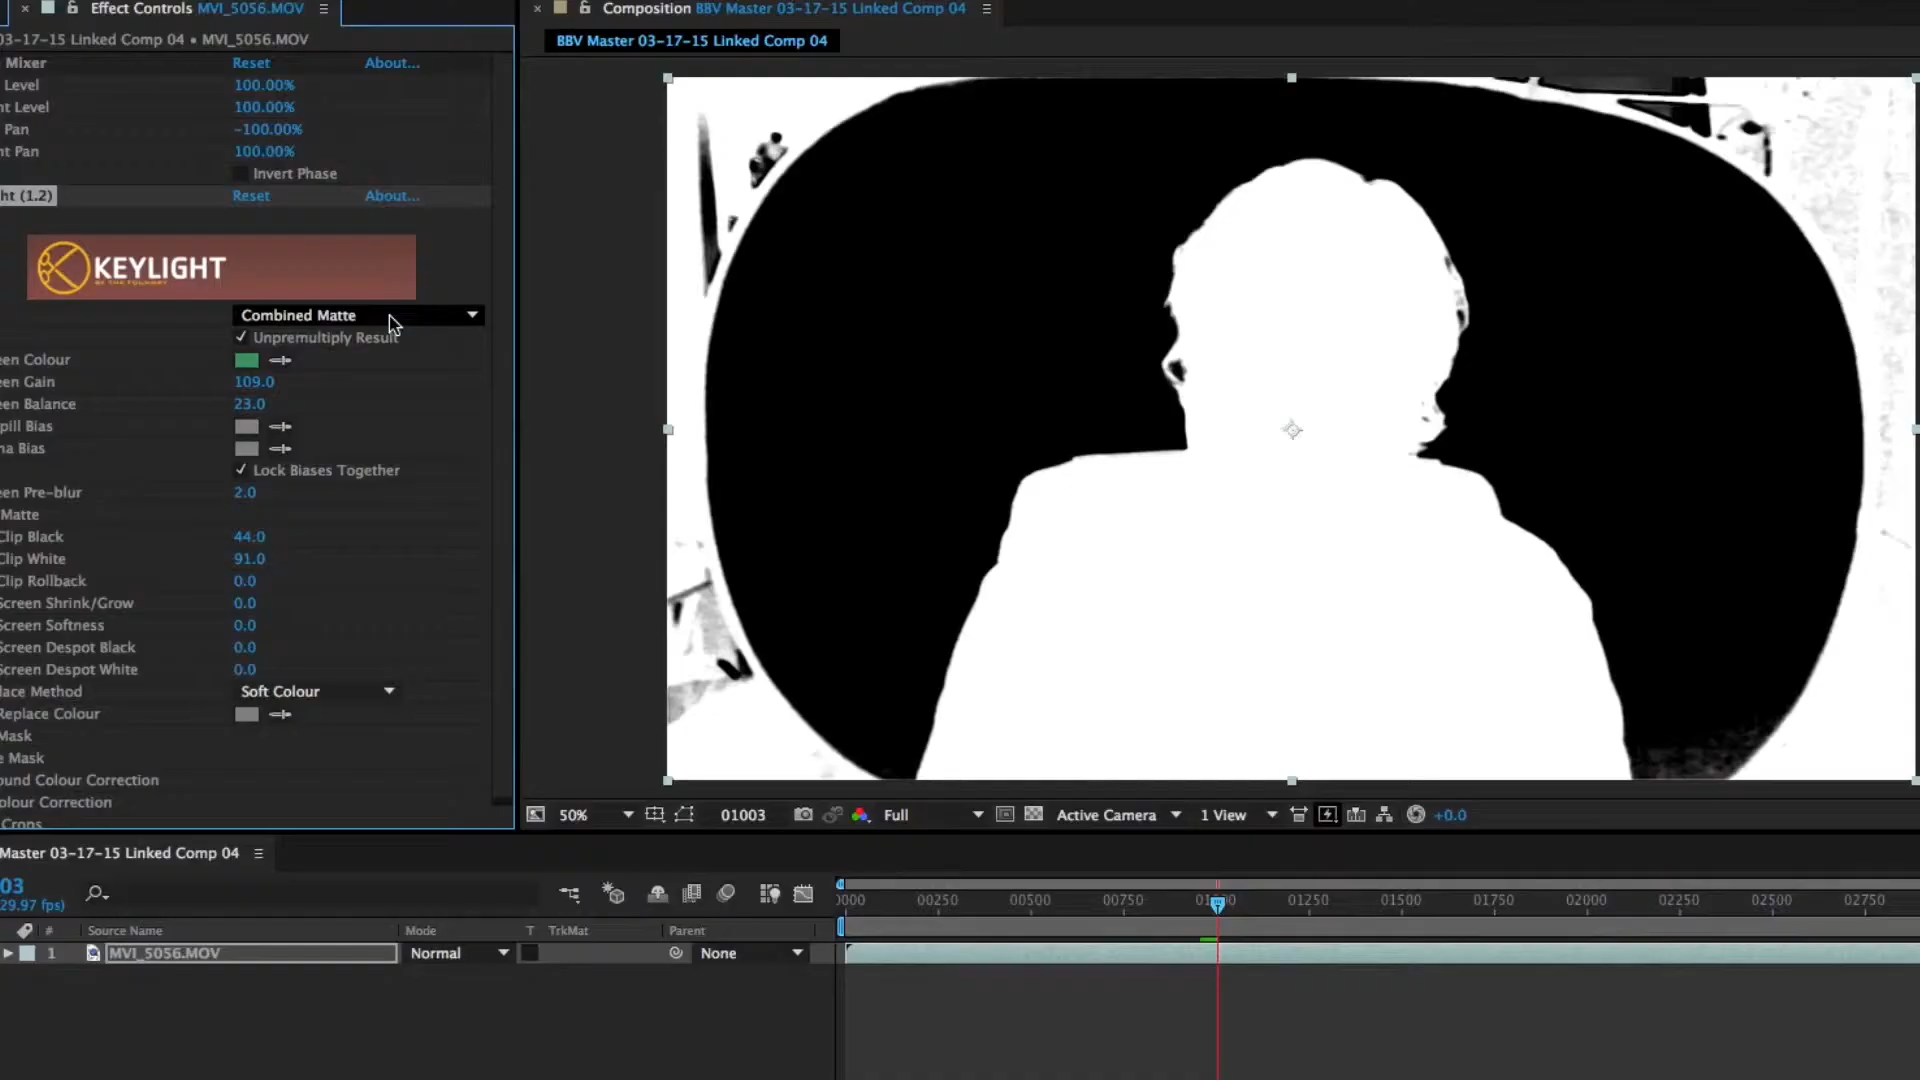 Effect Controls MVI_5056.MOV
03-17-15 Linked Comp 04 • MVI_5056.MOV
Mixer Reset About...
Level 100.00%
nt Level 100.00%
Pan -100.00%
nt Pan 100.00%
Invert Phase
ht (1.2) Reset About...
KEYLIGHT
BY THE FOUNDRY
Combined Matte
Unpremultiply Result
een Colour
een Gain 109.0
een Balance 23.0
pill Bias
na Bias
Lock Biases Together
een Pre-blur 2.0
Matte
Clip Black 44.0
Clip White 91.0
Clip Rollback 0.0
Screen Shrink/Grow 0.0
Screen Softness 0.0
Screen Despot Black 0.0
Screen Despot White 0.0
lace Method Soft Colour
Replace Colour
Mask
e Mask
ound Colour Correction
olour Correction
Crops
Composition BBV Master 03-17-15 Linked Comp 04
BBV Master 03-17-15 Linked Comp 04
50% 01003 Full Active Camera 1 View +0.0
Master 03-17-15 Linked Comp 04
03
29.97 fps)
# Source Name Mode T TrkMat Parent
1 MVI_5056.MOV Normal None
0000 00250 00500 00750 01250 01500 01750 02000 02250 02500 02750